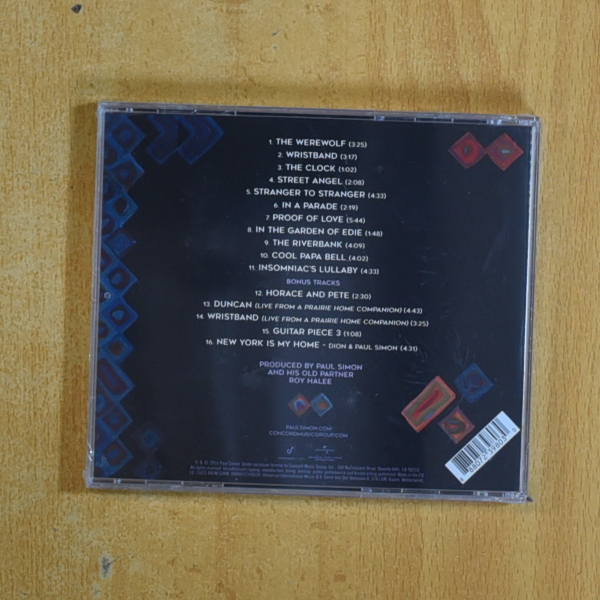 1. THE WEREWOLF (3:25)
2. WRISTBAND (3:17)
3. THE CLOCK (1:02)
4. STREET ANGEL (2:08)
5. STRANGER TO STRANGER (4:33)
6. IN A PARADE (2:19)
7. PROOF OF LOVE (5:44)
8. IN THE GARDEN OF EDIE (1:48)
9. THE RIVERBANK (4:09)
10. COOL PAPA BELL (4:02)
11. INSOMNIAC'S LULLABY (4:33)
BONUS TRACKS
12. HORACE AND PETE (2:30)
13. DUNCAN (LIVE FROM A PRAIRIE HOME COMPANION) (4:43)
14. WRISTBAND (LIVE FROM A PRAIRIE HOME COMPANION) (3:25)
15. GUITAR PIECE 3 (1:08)
16. NEW YORK IS MY HOME - DION & PAUL SIMON (4:31)
PRODUCED BY PAUL SIMON
AND HIS OLD PARTNER
ROY HALEE
PAULSIMON.COM
CONCORDMUSICGROUP.COM